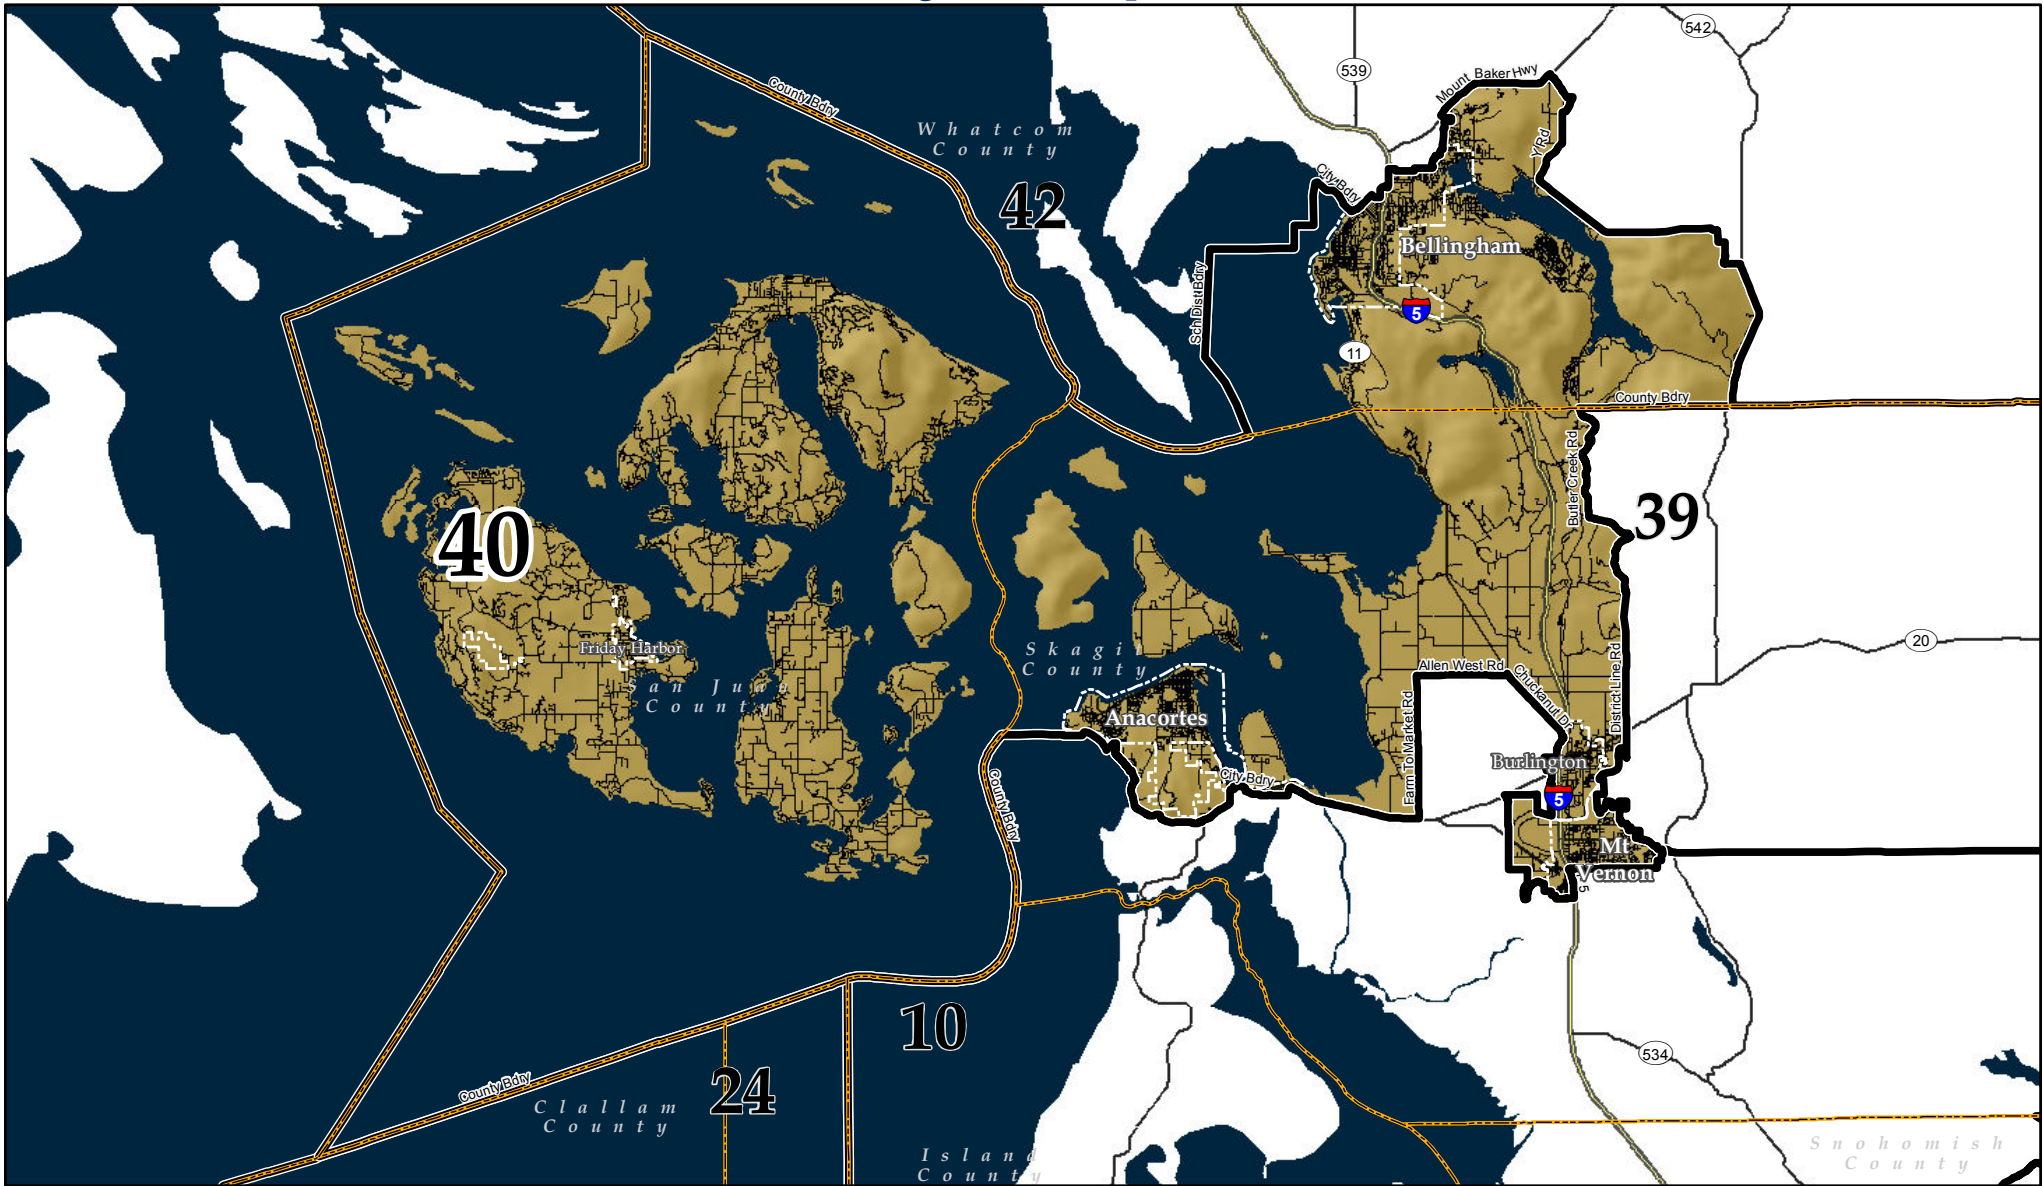 542
539
Mount Baker Hwy
County Bdry
Whatcom
County
Y Rd
City Bdry
42
Bellingham
Sch Dist Bdry
5
11
County Bdry
Butler Creek Rd
39
40
Friday Harbor
San Juan
County
Skagit
County
20
Allen West Rd
Chuckanut Dr
District Line Rd
Farm To Market Rd
Anacortes
Burlington
City Bdry
County Bdry
5
Mt
Vernon
5
10
24
534
County Bdry
Clallam
County
Island
County
Snohomish
County